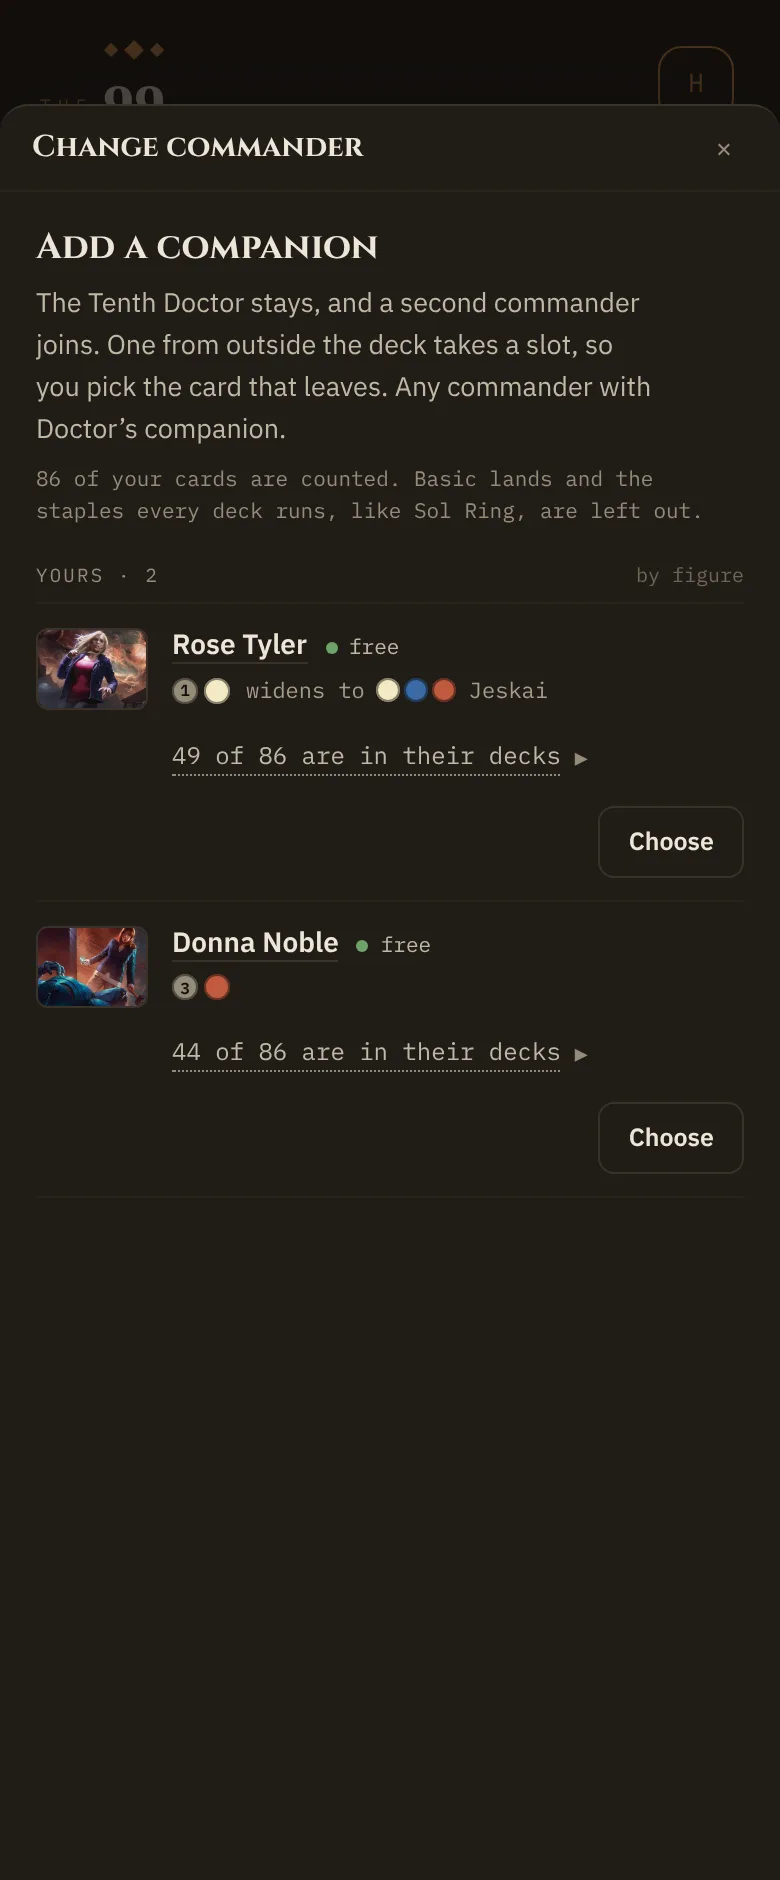 THE 99
H
Change commander
×
Add a companion
The Tenth Doctor stays, and a second commander
joins. One from outside the deck takes a slot, so
you pick the card that leaves. Any commander with
Doctor’s companion.
86 of your cards are counted. Basic lands and the
staples every deck runs, like Sol Ring, are left out.
YOURS · 2
by figure
Rose Tyler
free
1
widens to
Jeskai
49 of 86 are in their decks ▶
Choose
Donna Noble
free
3
44 of 86 are in their decks ▶
Choose